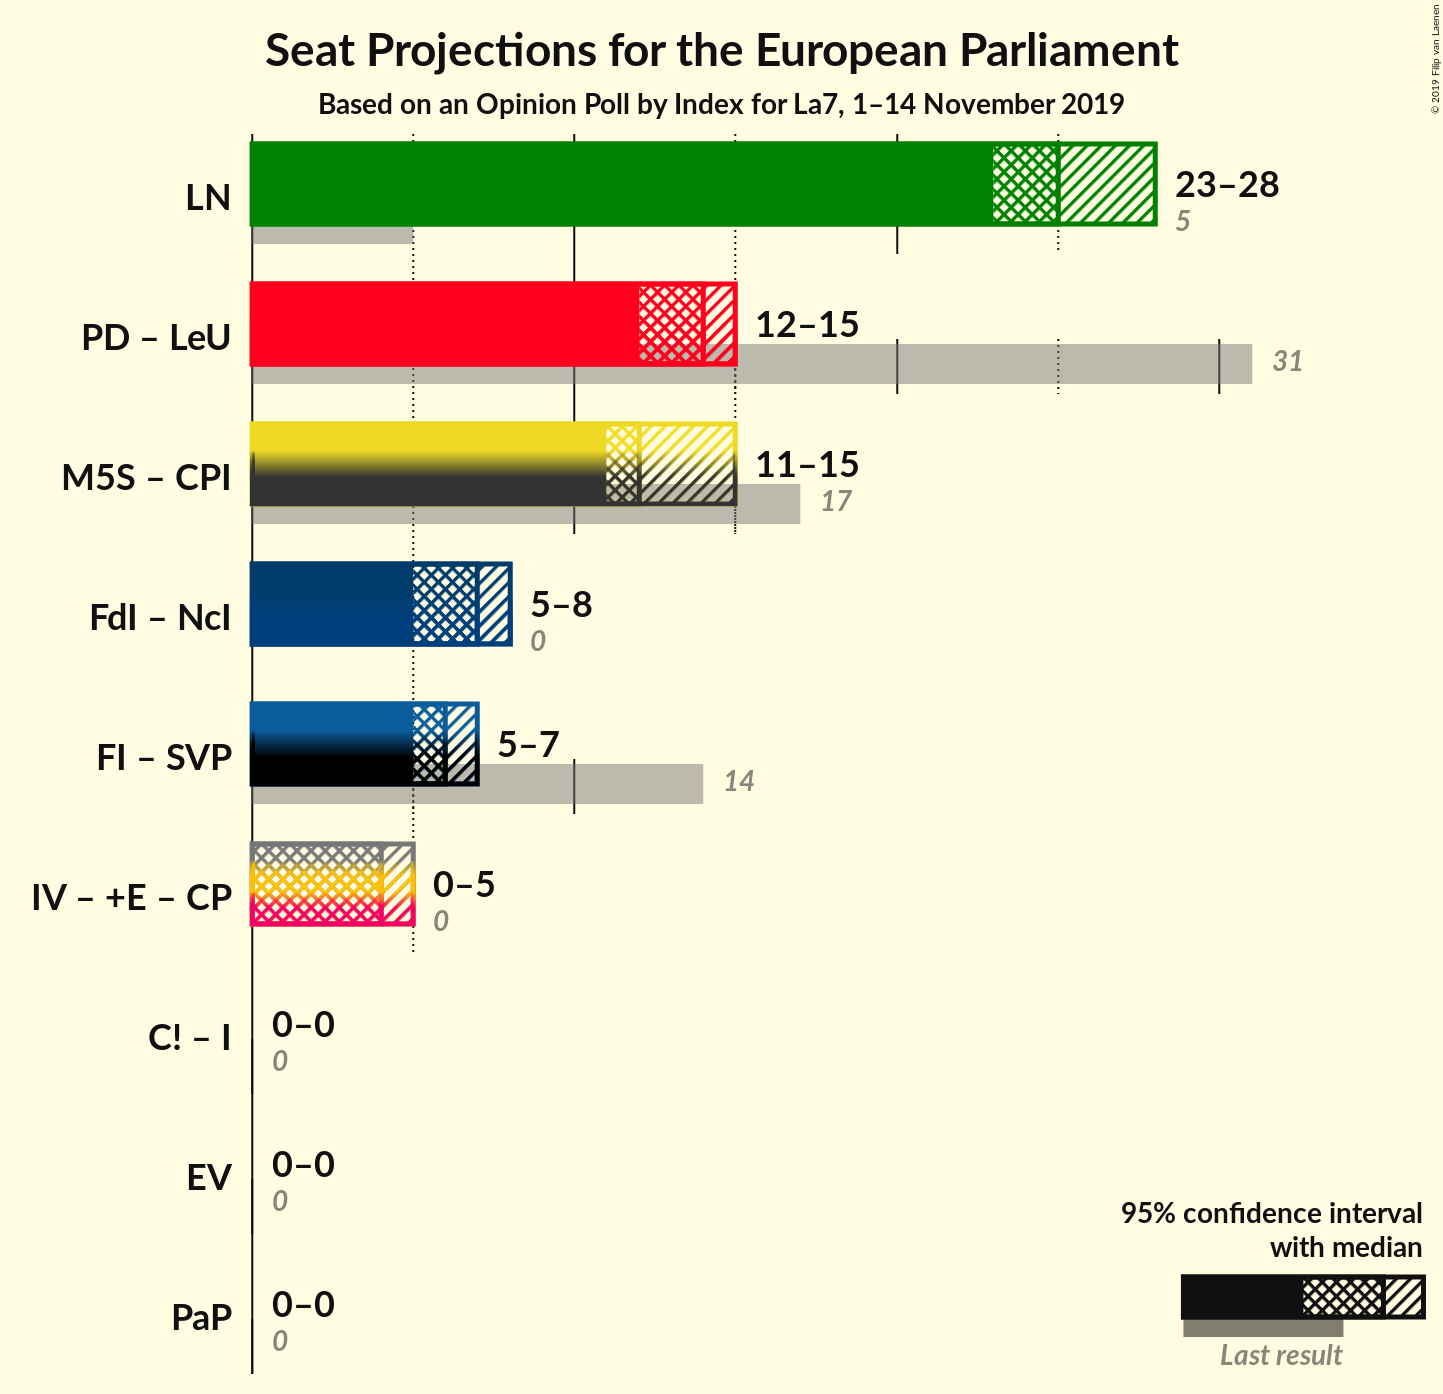 Seat Projections for the European Parliament
Based on an Opinion Poll by Index for La7, 1–14 November 2019
© 2019 Filip van Laenen
LN
23–28
5
PD – LeU
12–15
31
M5S – CPI
11–15
17
FdI – NcI
5–8
0
FI – SVP
5–7
14
IV – +E – CP
0–5
0
C! – I
0–0
0
EV
0–0
0
PaP
0–0
0
95% confidence interval
with median
Last result